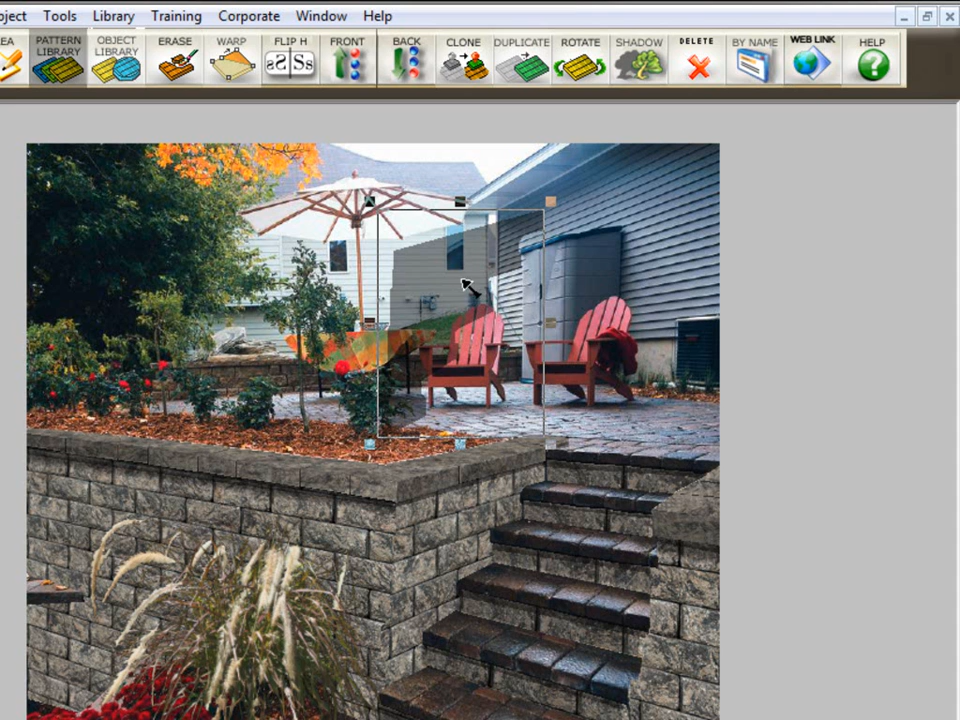 oject Tools Library Training Corporate Window Help
EA PATTERN LIBRARY OBJECT LIBRARY ERASE WARP FLIP H FRONT BACK CLONE DUPLICATE ROTATE SHADOW DELETE BY NAME WEB LINK HELP